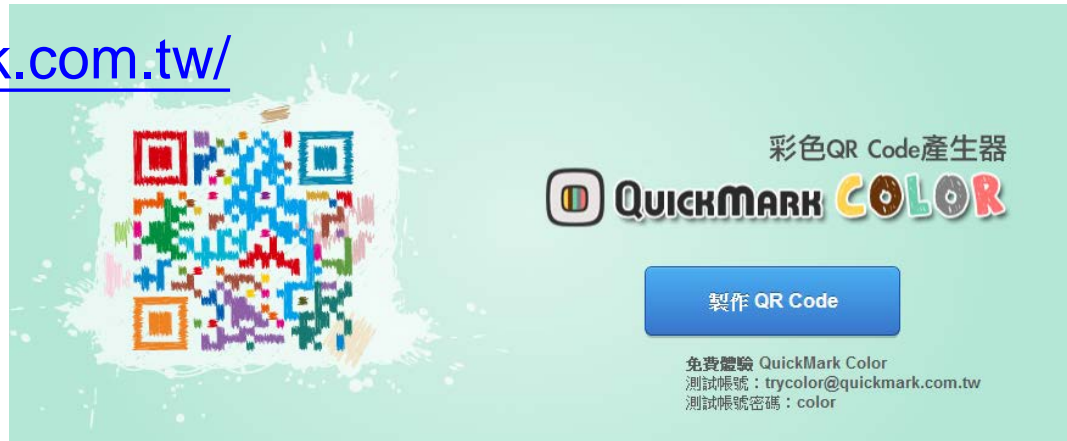 k.com.tw/
彩色QR Code產生器
QUICKMARK COLOR
製作 QR Code
免費體驗 QuickMark Color
測試帳號：trycolor@quickmark.com.tw
測試帳號密碼：color